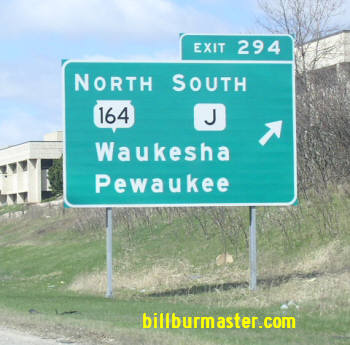 EXIT 294
NORTH SOUTH
164 J
Waukesha
Pewaukee
billburmaster.com